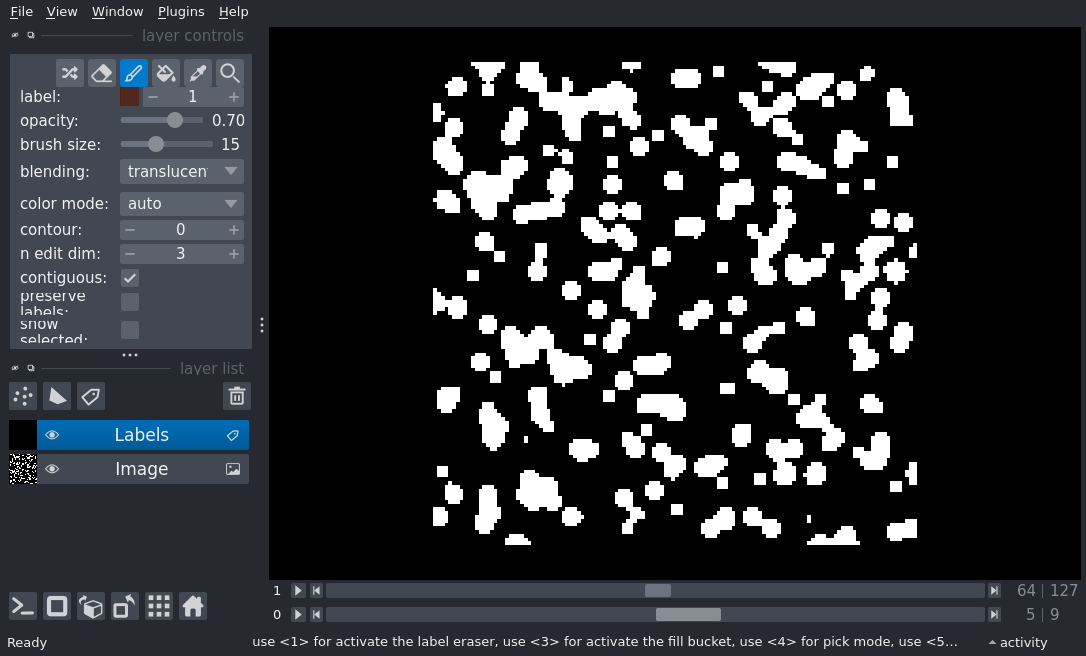 File View Window Plugins Help
layer controls
label: 1
opacity: 0.70
brush size: 15
blending: translucen
color mode: auto
contour: 0
n edit dim: 3
contiguous:
preserve
labels:
show
selected:
layer list
Labels
Image
1 64 127
0 5 9
Ready use <1> for activate the label eraser, use <3> for activate the fill bucket, use <4> for pick mode, use <5... activity